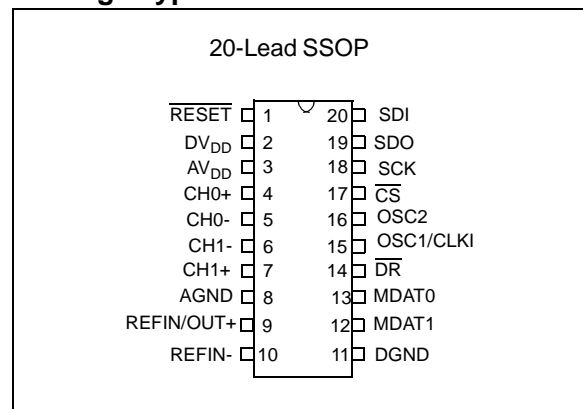 20-Lead SSOP
RESET 1 20 SDI
DVDD 2 19 SDO
AVDD 3 18 SCK
CH0+ 4 17 CS
CH0- 5 16 OSC2
CH1- 6 15 OSC1/CLKI
CH1+ 7 14 DR
AGND 8 13 MDAT0
REFIN/OUT+ 9 12 MDAT1
REFIN- 10 11 DGND